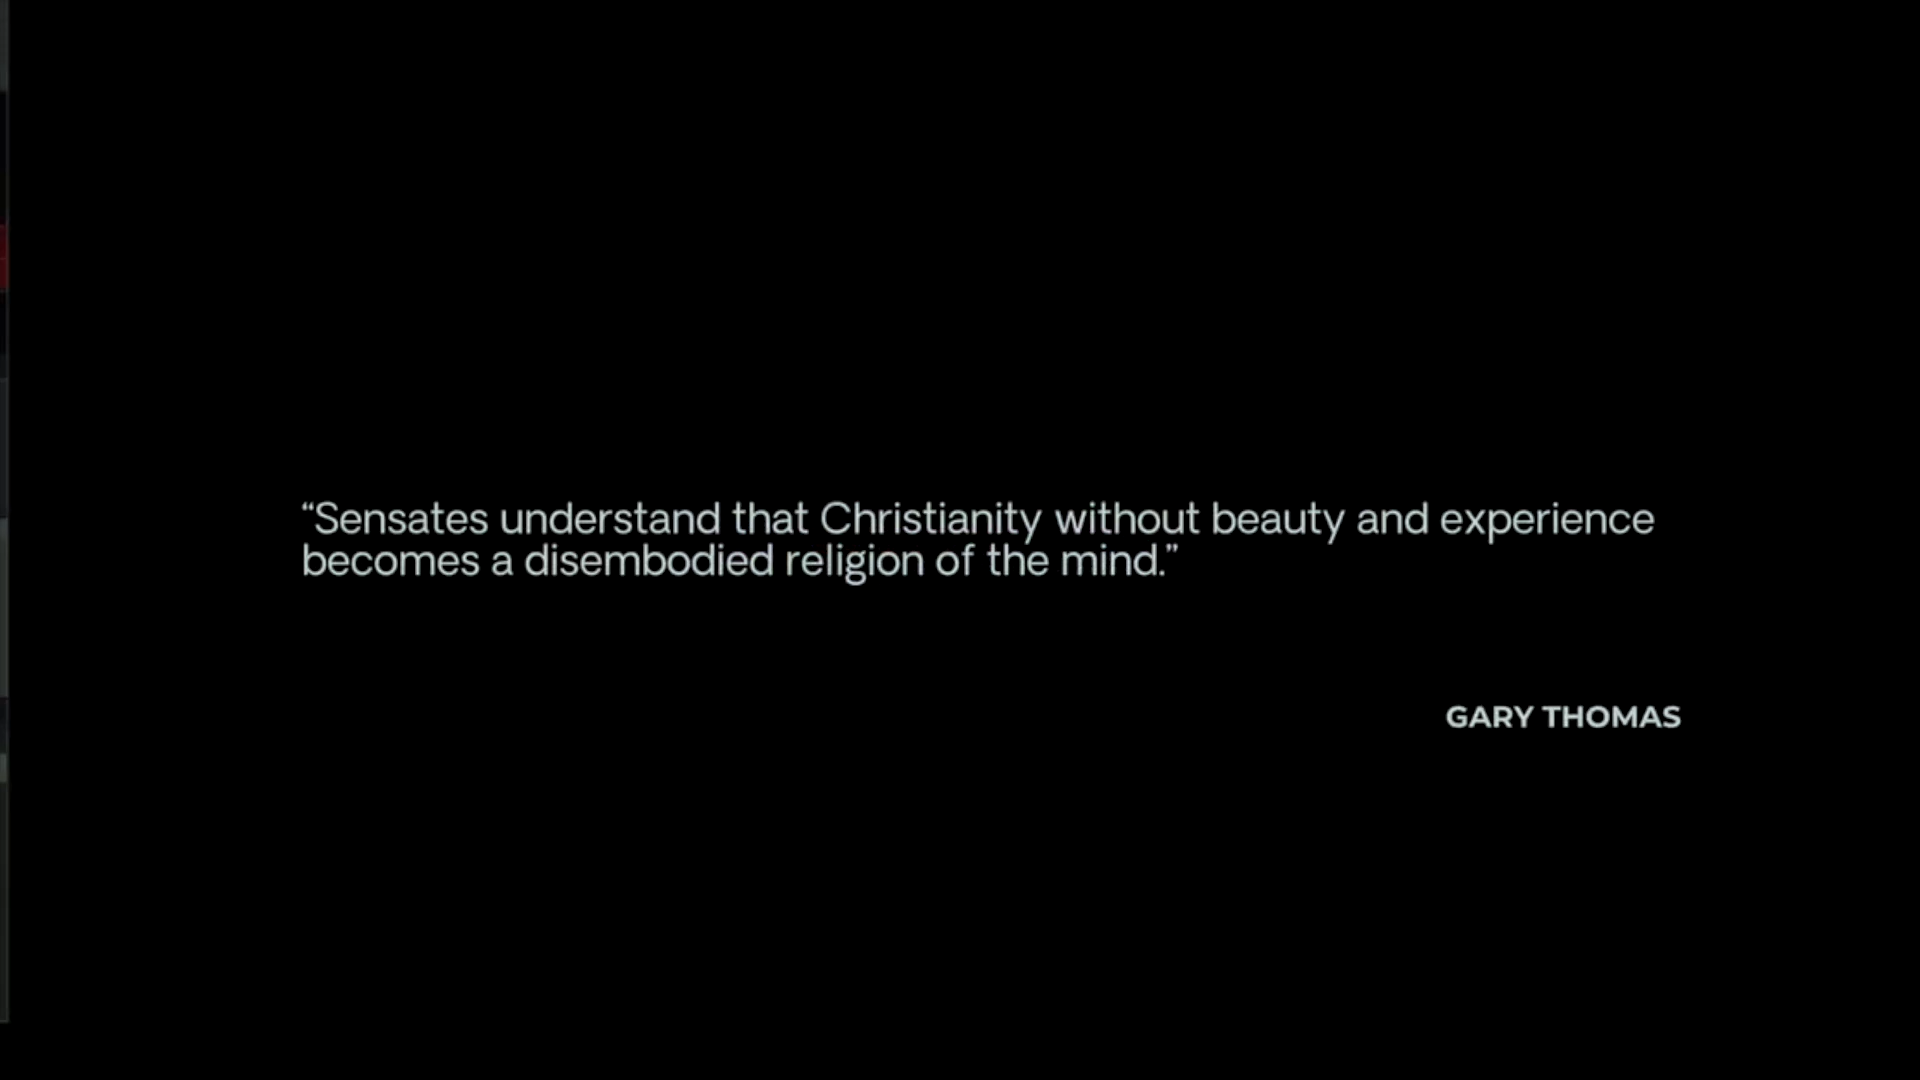 “Sensates understand that Christianity without beauty and experience
becomes a disembodied religion of the mind.”
GARY THOMAS